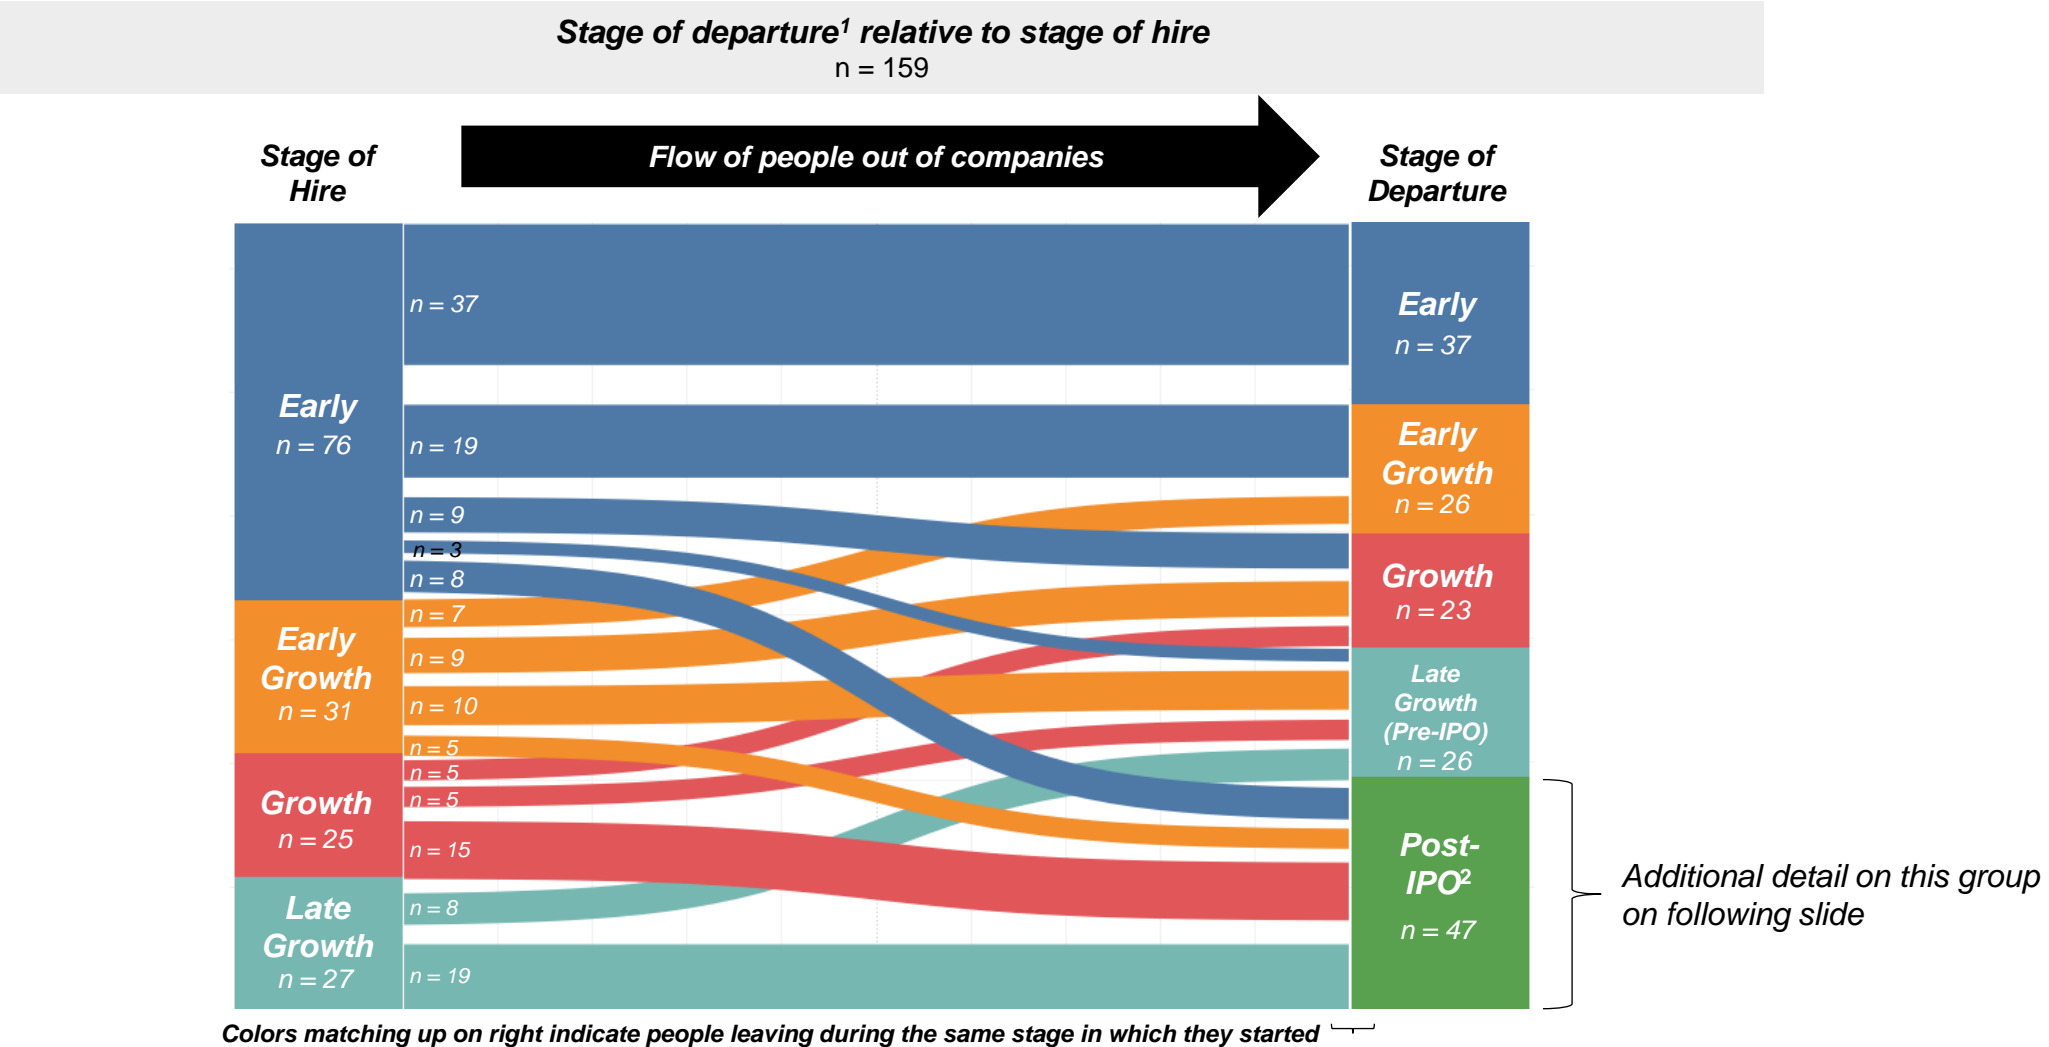 Stage of departure¹ relative to stage of hire
n = 159
Flow of people out of companies
Stage of
Hire
Stage of
Departure
Early
n = 76
Early
Growth
n = 31
Growth
n = 25
Late
Growth
n = 27
n = 37
n = 19
n = 9
n = 3
n = 8
n = 7
n = 9
n = 10
n = 5
n = 5
n = 5
n = 15
n = 8
n = 19
Early
n = 37
Early
Growth
n = 26
Growth
n = 23
Late
Growth
(Pre-IPO)
n = 26
Post-
IPO²
n = 47
Additional detail on this group
on following slide
Colors matching up on right indicate people leaving during the same stage in which they started